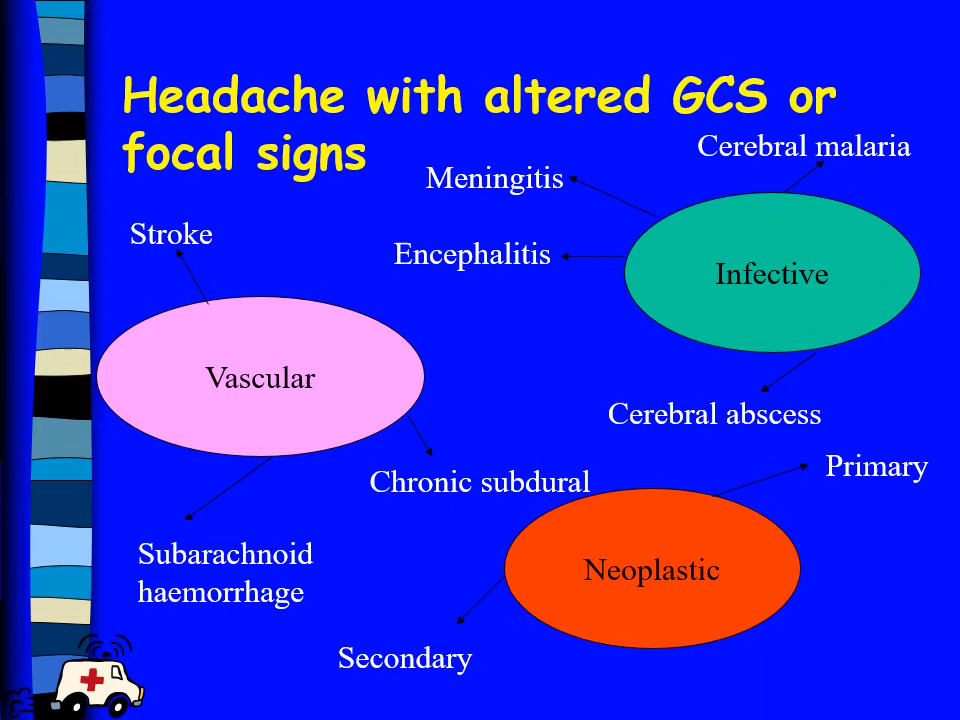 Headache with altered GCS or
focal signs
Cerebral malaria
Meningitis
Stroke
Encephalitis
Infective
Vascular
Cerebral abscess
Primary
Chronic subdural
Subarachnoid
haemorrhage
Neoplastic
Secondary